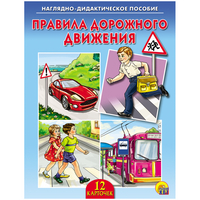 НАГЛЯДНО-ДИДАКТИЧЕСКОЕ ПОСОБИЕ
ПРАВИЛА ДОРОЖНОГО
ДВИЖЕНИЯ
12
КАРТОЧЕК